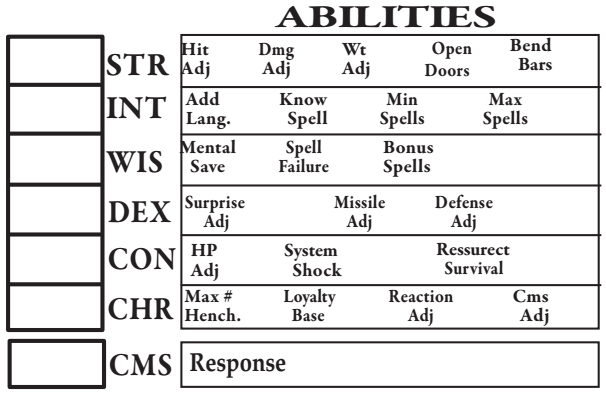 ABILITIES
STR Hit Adj Dmg Adj Wt Adj Open Doors Bend Bars
INT Add Lang. Know Spell Min Spells Max Spells
WIS Mental Save Spell Failure Bonus Spells
DEX Surprise Adj Missile Adj Defense Adj
CON HP Adj System Shock Ressurect Survival
CHR Max # Hench. Loyalty Base Reaction Adj Cms Adj
CMS Response